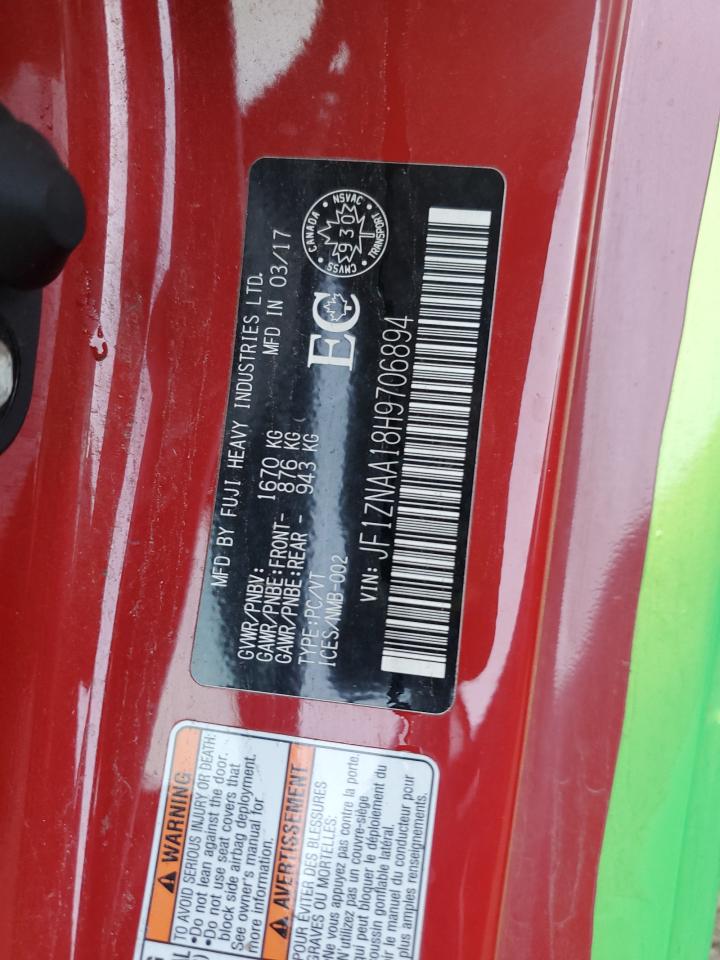 MFD BY FUJI HEAVY INDUSTRIES LTD.
MFD IN 03/17
GVWR/PNBV: 1670 KG
GAWR/PNBE:FRONT- 876 KG
GAWR/PNBE:REAR - 943 KG
TYPE:PC/VT
ICES/NMB-002
EC
CANADA • NSVAC • TRANSPORT • CMVSS
930
VIN: JF1ZNAA18H9706894
WARNING
TO AVOID SERIOUS INJURY OR DEATH:
•Do not lean against the door.
•Do not use seat covers that
block side airbag deployment.
See owner's manual for
more information.
AVERTISSEMENT
POUR ÉVITER DES BLESSURES
GRAVES OU MORTELLES:
Ne vous appuyez pas contre la porte.
N'utilisez pas un couvre-siège
qui peut bloquer le déploiement du
coussin gonflable latéral.
le manuel du conducteur pour
plus amples renseignements.